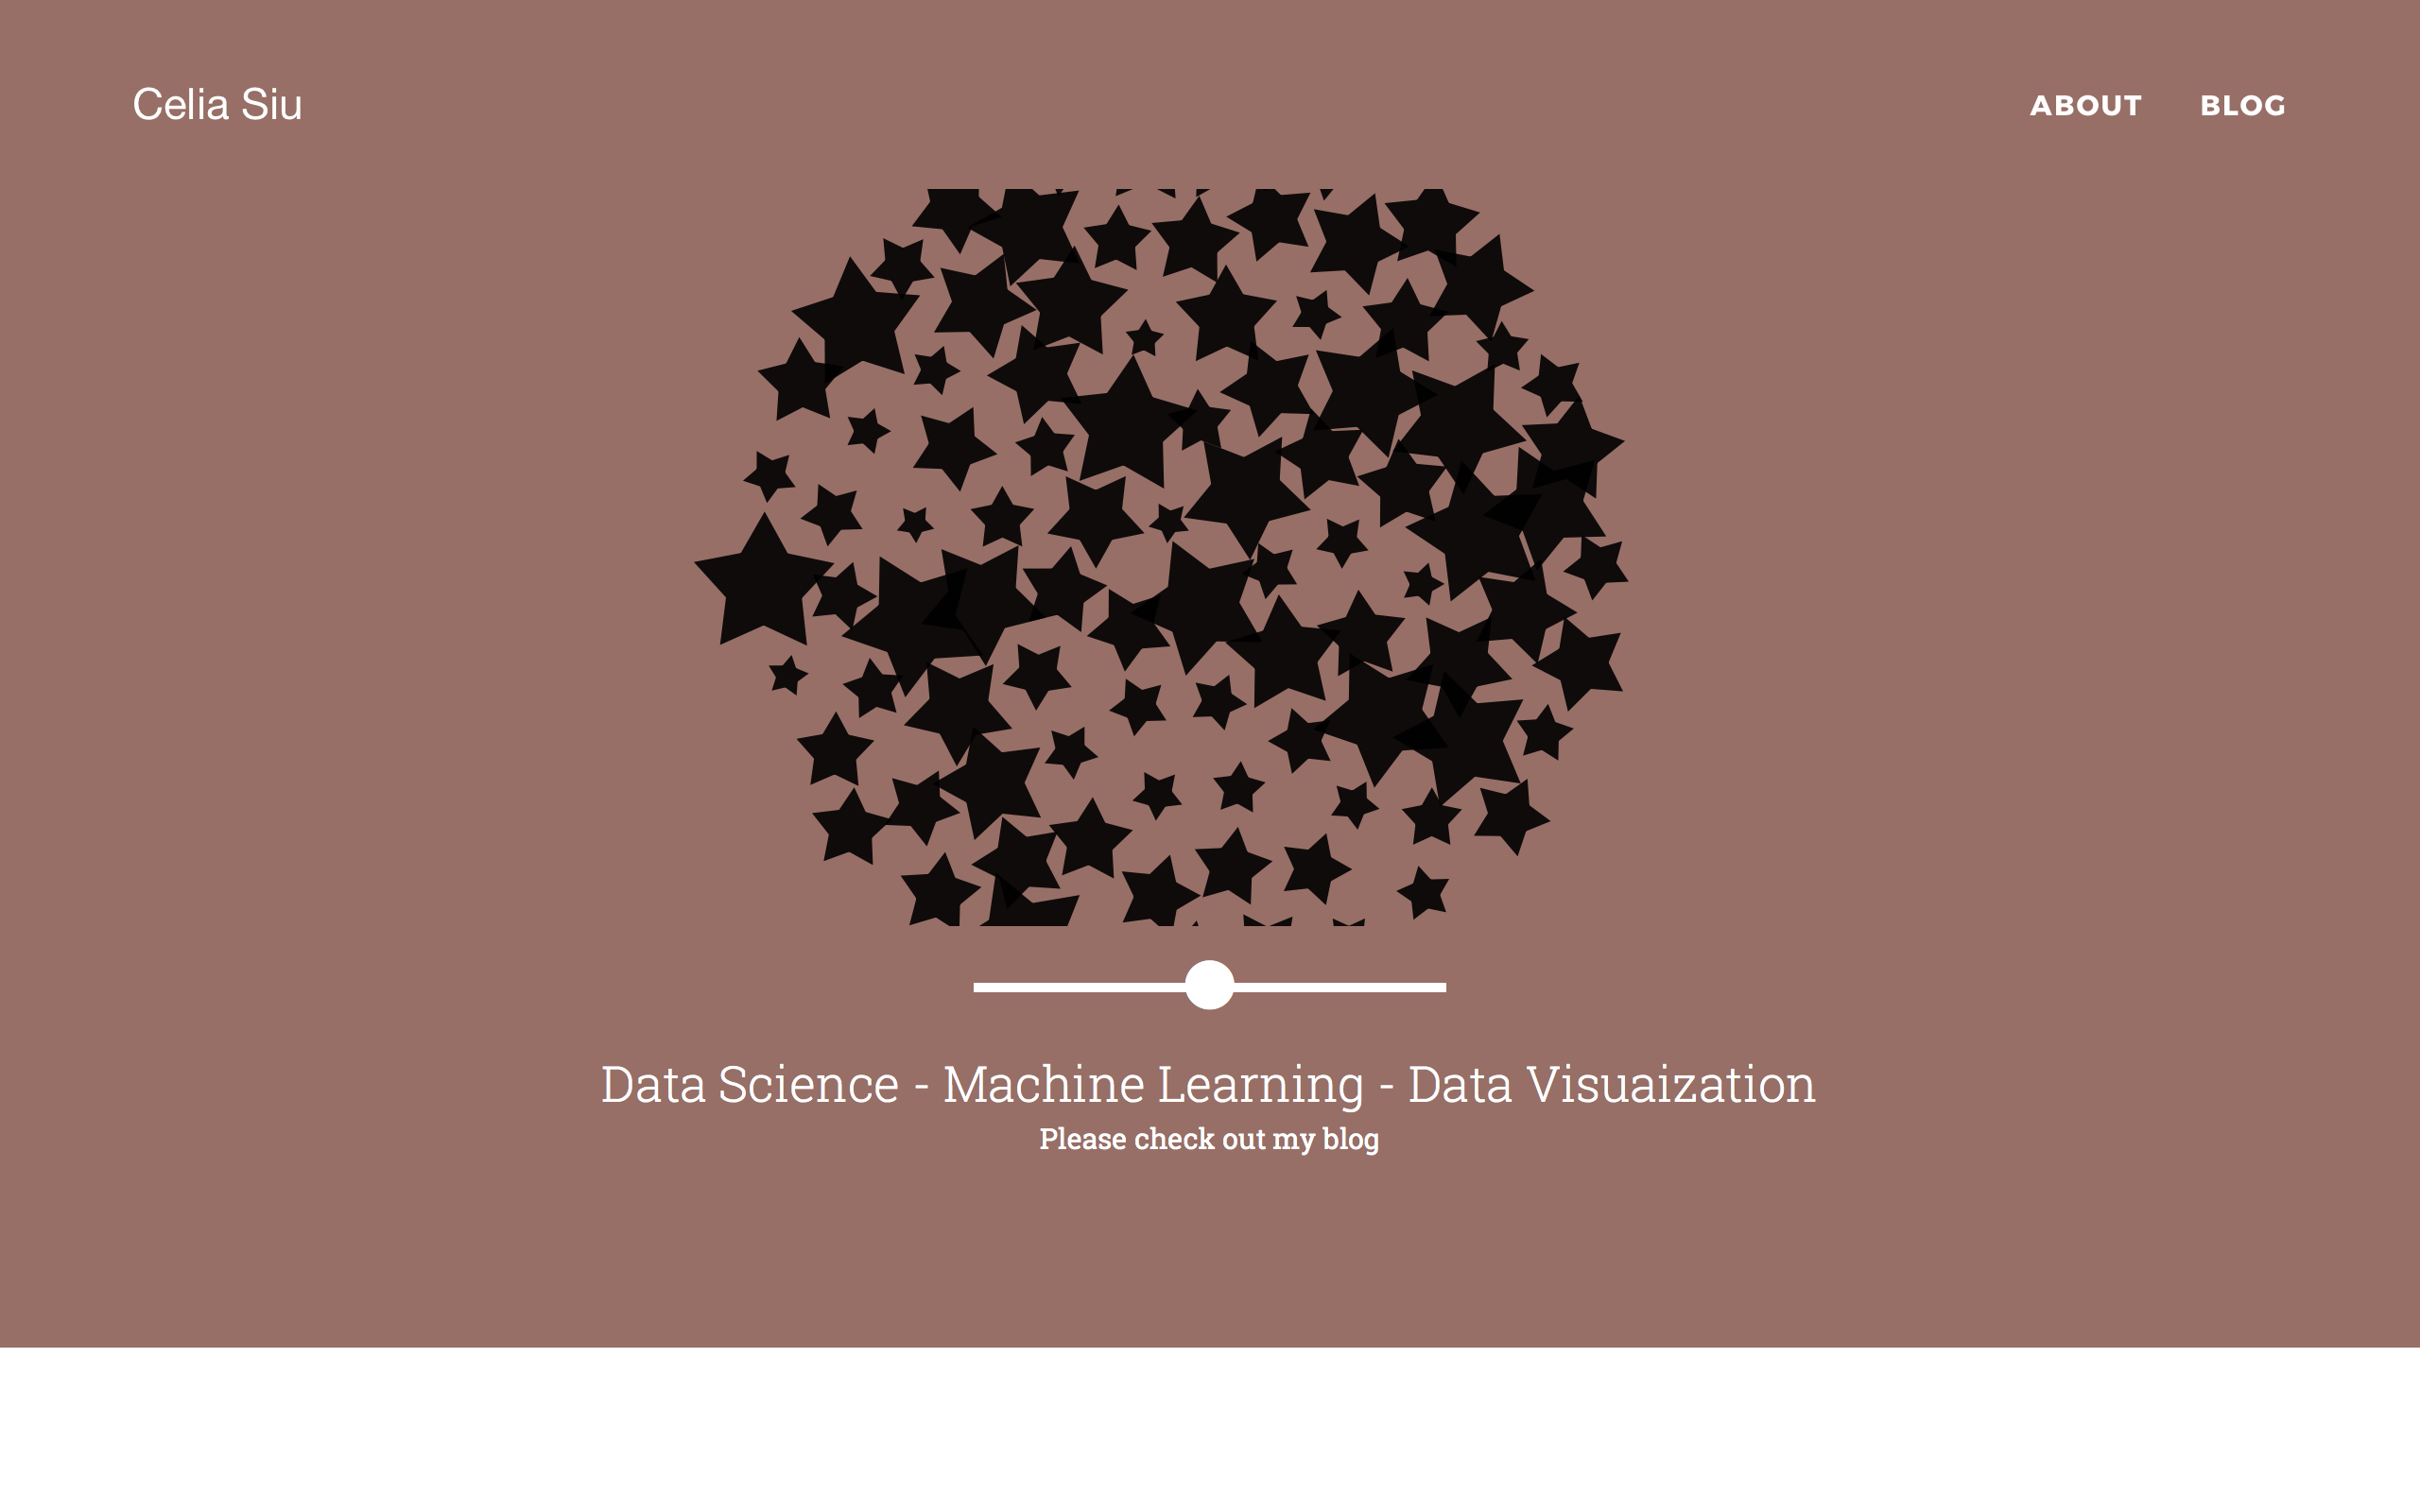 Celia Siu
ABOUT BLOG
Data Science - Machine Learning - Data Visuaization
Please check out my blog